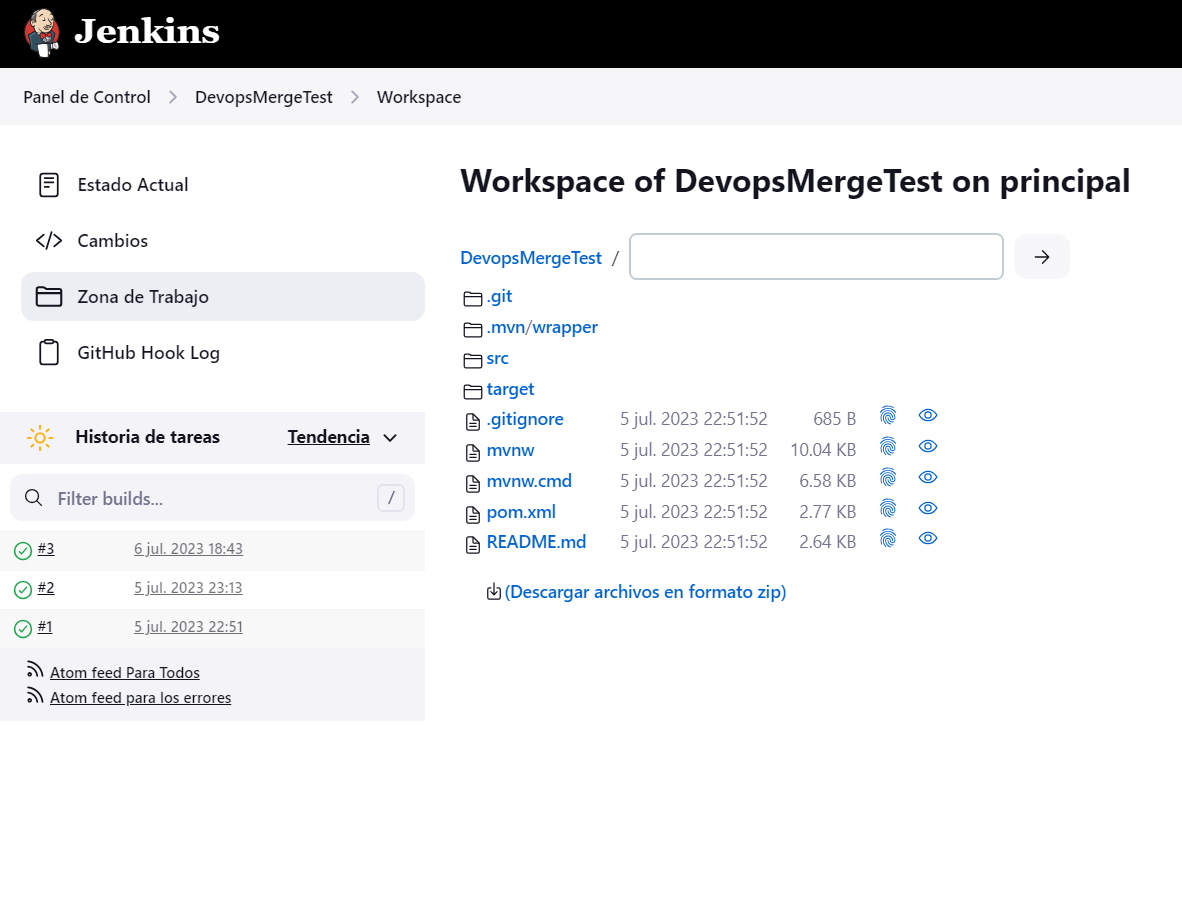 Jenkins
Panel de Control > DevopsMergeTest > Workspace
Estado Actual
Cambios
Zona de Trabajo
GitHub Hook Log
Historia de tareas Tendencia
Filter builds... /
#3 6 jul. 2023 18:43
#2 5 jul. 2023 23:13
#1 5 jul. 2023 22:51
Atom feed Para Todos
Atom feed para los errores
Workspace of DevopsMergeTest on principal
DevopsMergeTest /
.git
.mvn/wrapper
src
target
.gitignore 5 jul. 2023 22:51:52 685 B
mvnw 5 jul. 2023 22:51:52 10.04 KB
mvnw.cmd 5 jul. 2023 22:51:52 6.58 KB
pom.xml 5 jul. 2023 22:51:52 2.77 KB
README.md 5 jul. 2023 22:51:52 2.64 KB
(Descargar archivos en formato zip)